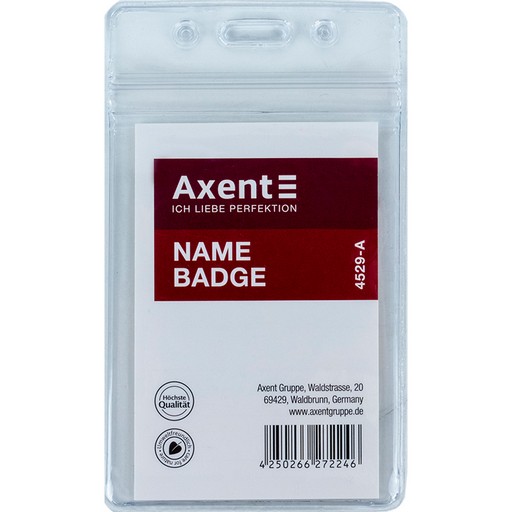 Axent
ICH LIEBE PERFEKTION
NAME
BADGE
4529-A
Höchste
Qualität
Umweltfreundlich
Axent Gruppe, Waldstrasse, 20
69429, Waldbrunn, Germany
www.axentgruppe.de
4 250266 272246